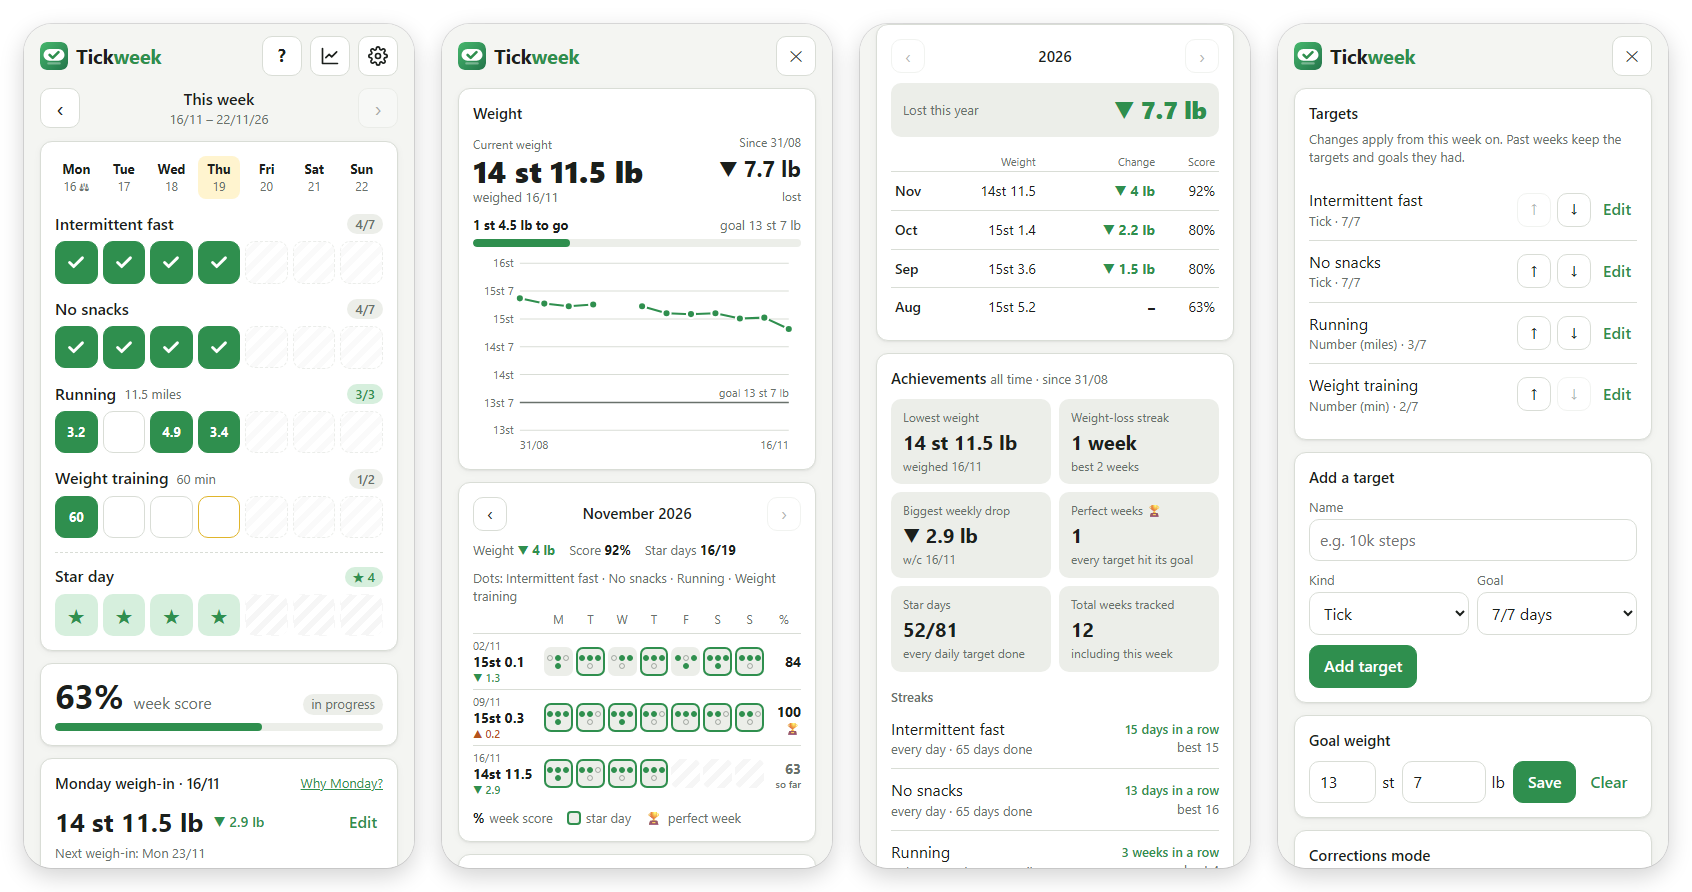 Tickweek
?
‹
This week
16/11 – 22/11/26
›
Mon Tue Wed Thu Fri Sat Sun
16 17 18 19 20 21 22
Intermittent fast 4/7
No snacks 4/7
Running 11.5 miles 3/3
3.2 4.9 3.4
Weight training 60 min 1/2
60
Star day ★ 4
★ ★ ★ ★
63% week score in progress
Monday weigh-in · 16/11 Why Monday?
14 st 11.5 lb ▼ 2.9 lb Edit
Next weigh-in: Mon 23/11
Tickweek
×
Weight
Current weight Since 31/08
14 st 11.5 lb ▼ 7.7 lb
weighed 16/11 lost
1 st 4.5 lb to go goal 13 st 7 lb
16st
15st 7
15st
14st 7
14st
goal 13 st 7 lb
13st 7
13st
31/08 16/11
‹ November 2026 ›
Weight ▼ 4 lb Score 92% Star days 16/19
Dots: Intermittent fast · No snacks · Running · Weight
training
M T W T F S S %
02/11
15st 0.1 84
▼ 1.3
09/11
15st 0.3 100
▲ 0.2
16/11
14st 11.5 63
▼ 2.9 so far
% week score star day perfect week
‹ 2026 ›
Lost this year ▼ 7.7 lb
Weight Change Score
Nov 14st 11.5 ▼ 4 lb 92%
Oct 15st 1.4 ▼ 2.2 lb 80%
Sep 15st 3.6 ▼ 1.5 lb 80%
Aug 15st 5.2 – 63%
Achievements all time · since 31/08
Lowest weight
14 st 11.5 lb
weighed 16/11
Weight-loss streak
1 week
best 2 weeks
Biggest weekly drop
▼ 2.9 lb
w/c 16/11
Perfect weeks
1
every target hit its goal
Star days
52/81
every daily target done
Total weeks tracked
12
including this week
Streaks
Intermittent fast 15 days in a row
every day · 65 days done best 15
No snacks 13 days in a row
every day · 65 days done best 16
Running 3 weeks in a row
Tickweek
×
Targets
Changes apply from this week on. Past weeks keep the
targets and goals they had.
Intermittent fast ↑ ↓ Edit
Tick · 7/7
No snacks ↑ ↓ Edit
Tick · 7/7
Running ↑ ↓ Edit
Number (miles) · 3/7
Weight training ↑ ↓ Edit
Number (min) · 2/7
Add a target
Name
e.g. 10k steps
Kind Goal
Tick 7/7 days
Add target
Goal weight
13 st 7 lb Save Clear
Corrections mode